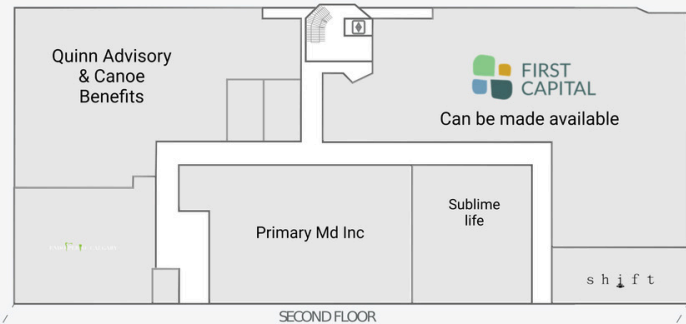 Quinn Advisory
& Canoe
Benefits
FIRST
CAPITAL
Can be made available
Primary Md Inc
Sublime
life
shift
SECOND FLOOR